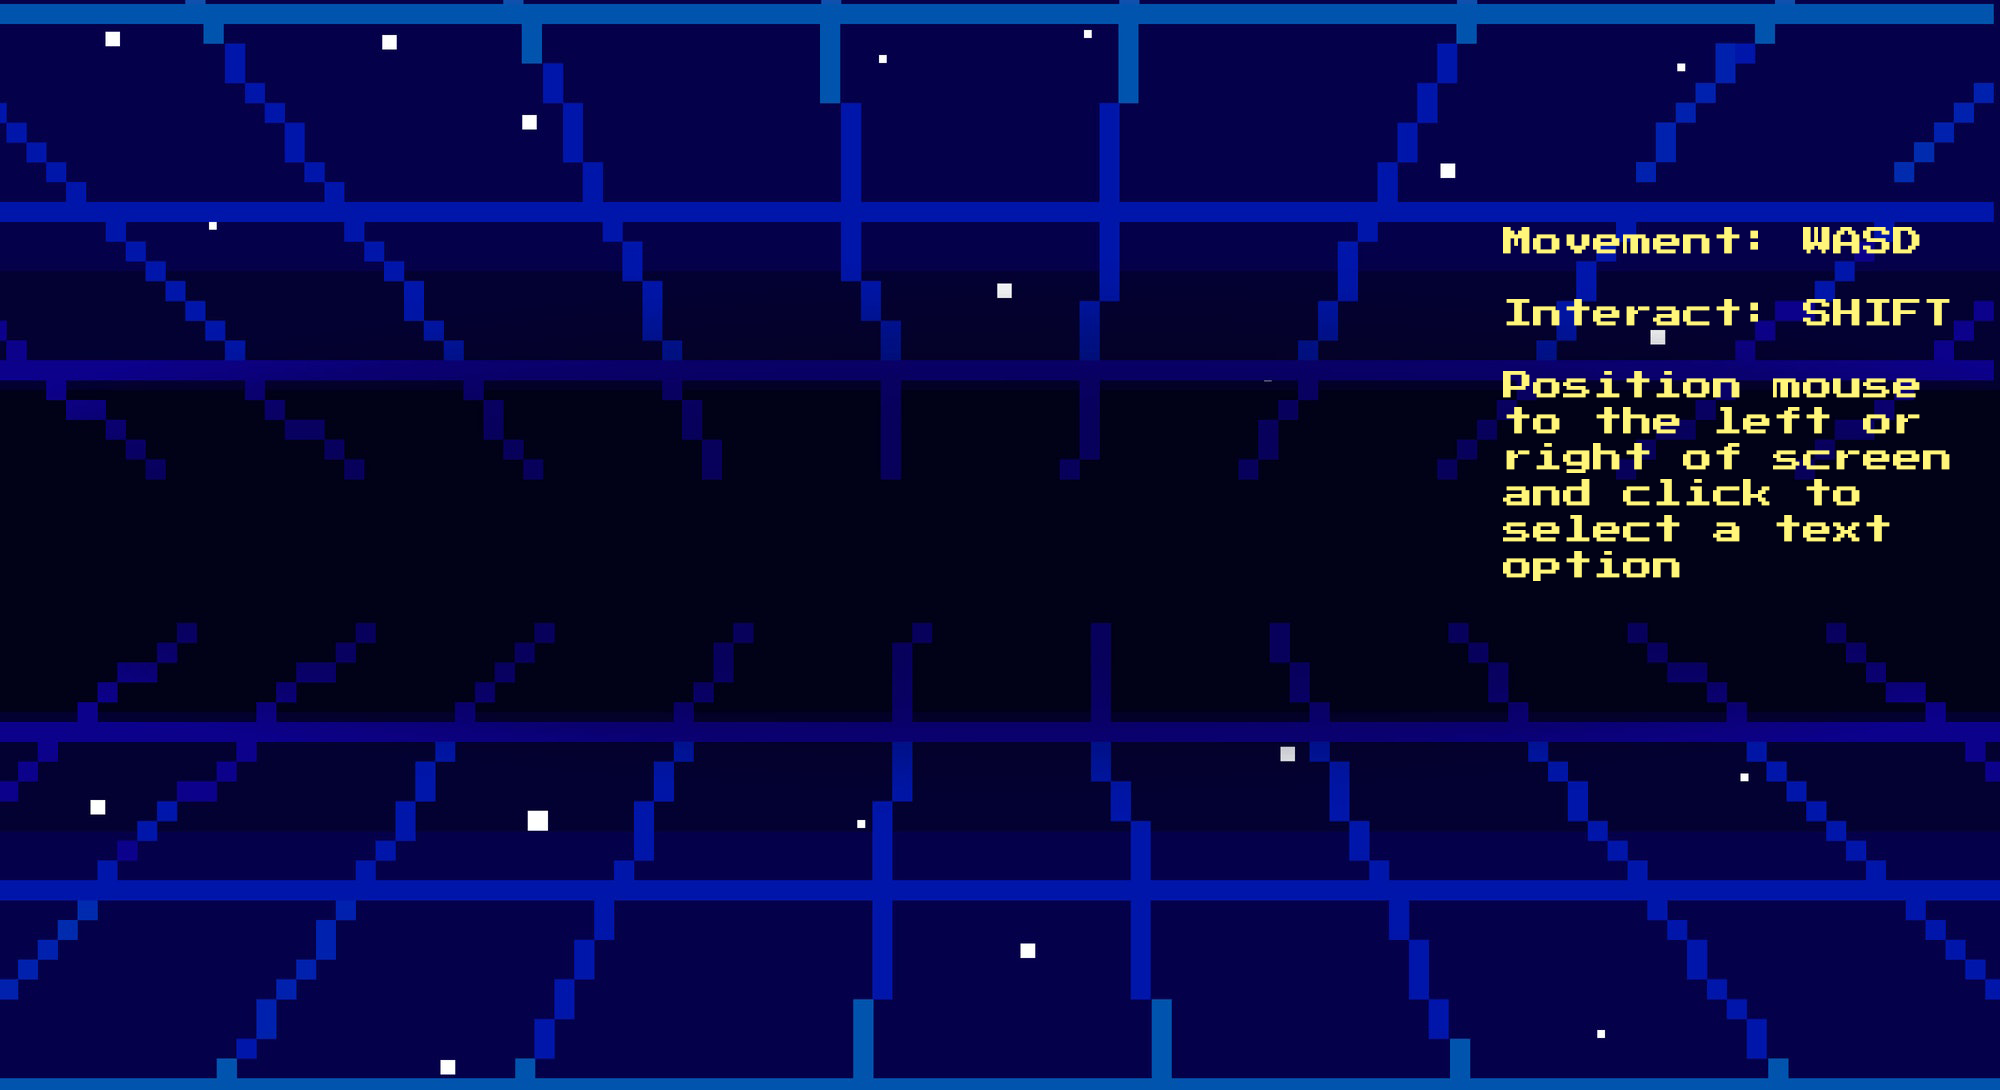 Movement: WASD
Interact: SHIFT
Position mouse
to the left or
right of screen
and click to
select a text
option